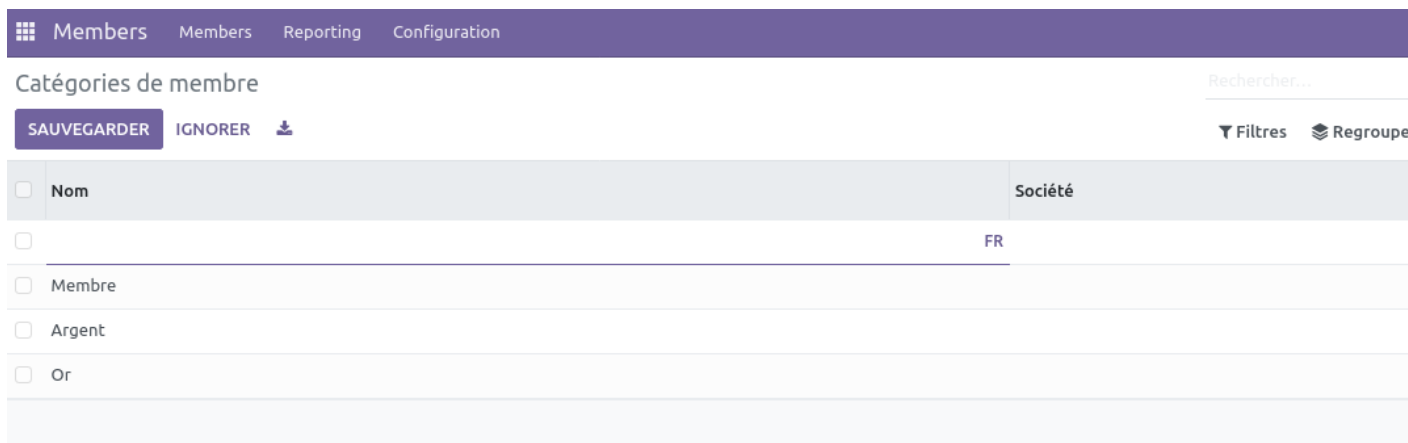 Members Members Reporting Configuration
Catégories de membre
Rechercher...
SAUVEGARDER IGNORER
Filtres Regroupe
Nom Société
FR
Membre
Argent
Or